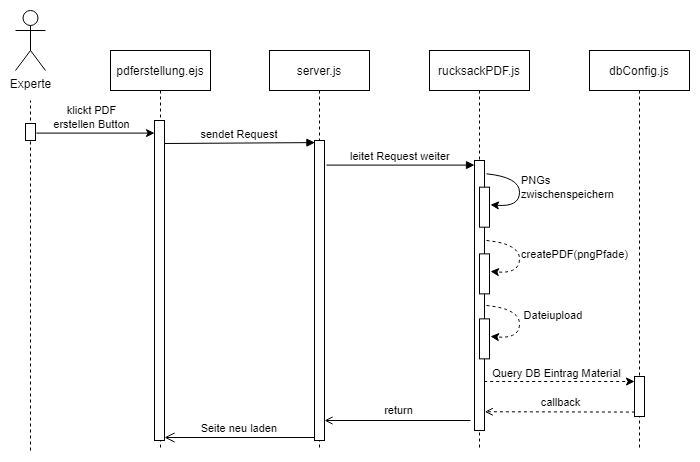 Experte
pdferstellung.ejs
server.js
rucksackPDF.js
dbConfig.js
klickt PDF
erstellen Button
sendet Request
leitet Request weiter
PNGs
zwischenspeichern
createPDF(pngPfade)
Dateiupload
Query DB Eintrag Material
callback
return
Seite neu laden